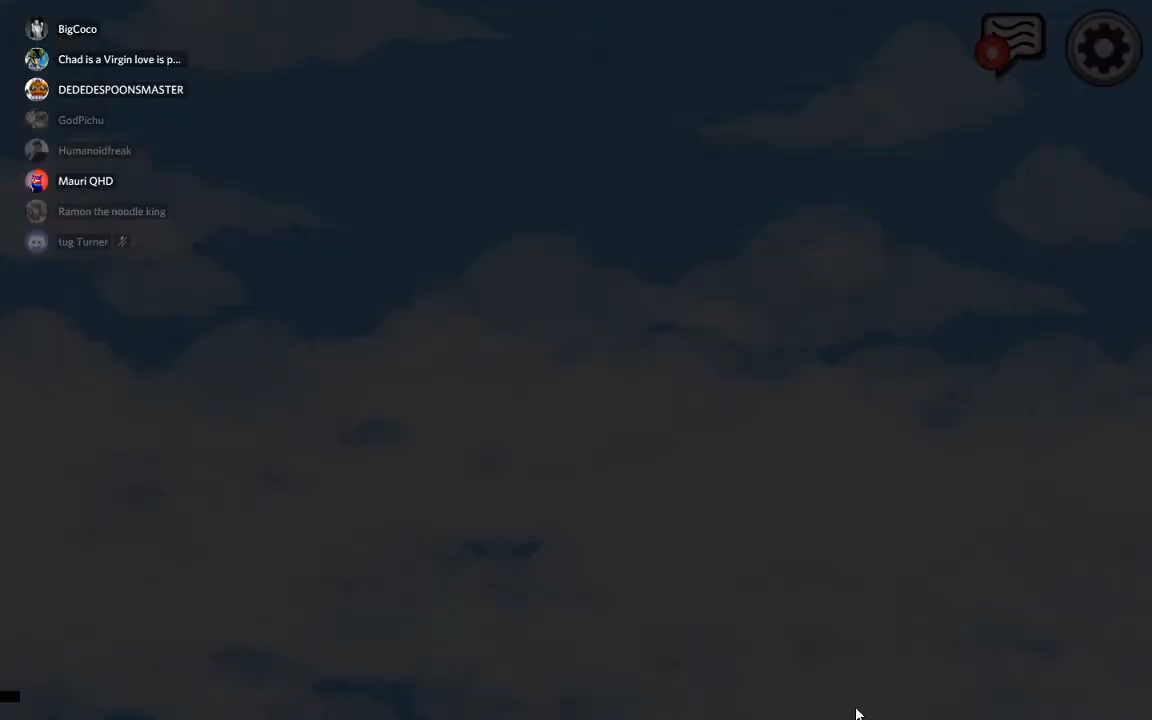 BigCoco
Chad is a Virgin love is p...
DEDEDESPOONSMASTER
GodPichu
Humanoidfreak
Mauri QHD
Ramon the noodle king
tug Turner